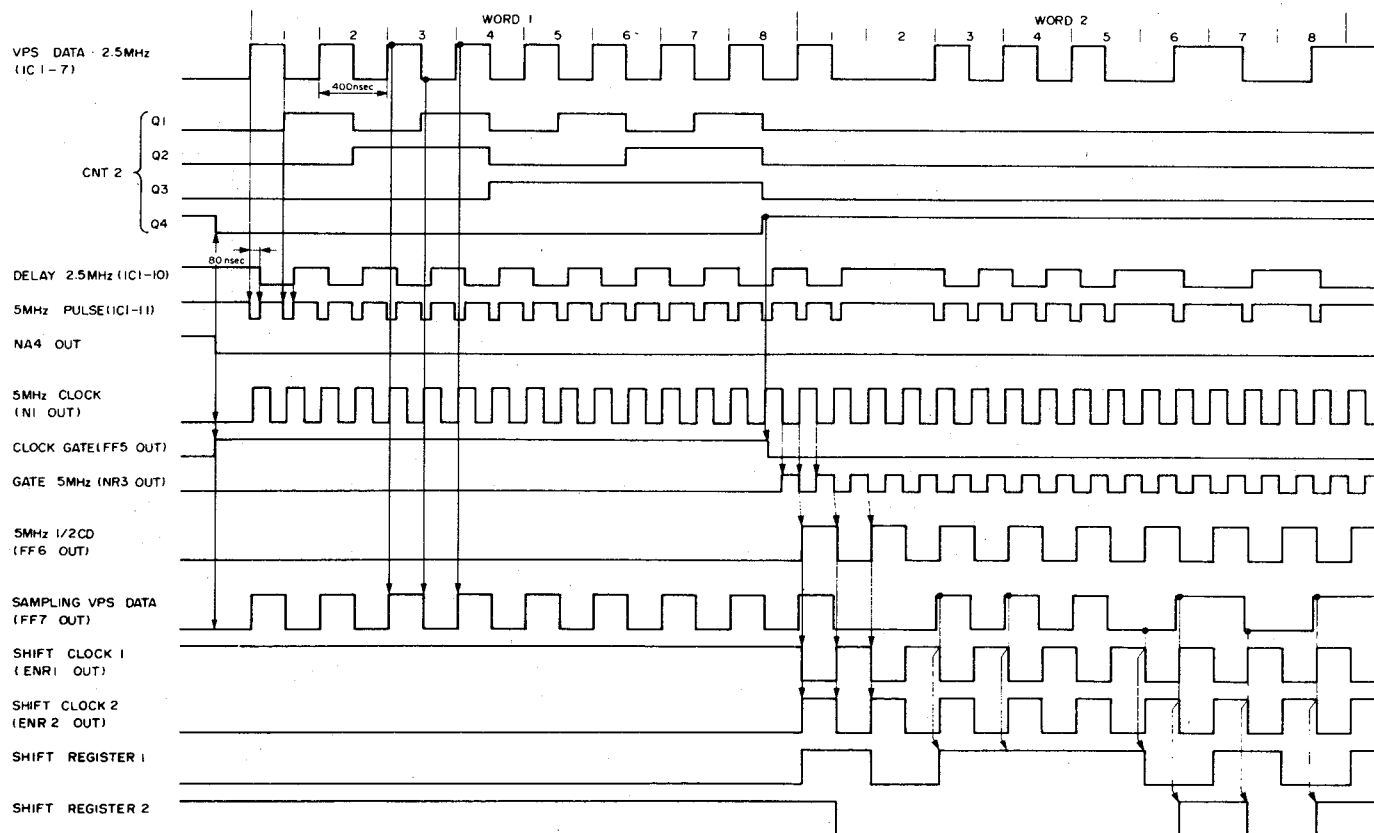 WORD 1 WORD 2
2 3 4 5 6 7 8 1 2 3 4 5 6 7 8
VPS DATA · 2.5MHz
(IC1-7)
400nsec
CNT 2
Q1
Q2
Q3
Q4
80nsec
DELAY 2.5MHz (IC1-10)
5MHz PULSE(IC1-11)
NA4 OUT
5MHz CLOCK
(N1 OUT)
CLOCK GATE(FF5 OUT)
GATE 5MHz (NR3 OUT)
5MHz 1/2CD
(FF6 OUT)
SAMPLING VPS DATA
(FF7 OUT)
SHIFT CLOCK 1
(ENR1 OUT)
SHIFT CLOCK 2
(ENR 2 OUT)
SHIFT REGISTER 1
SHIFT REGISTER 2